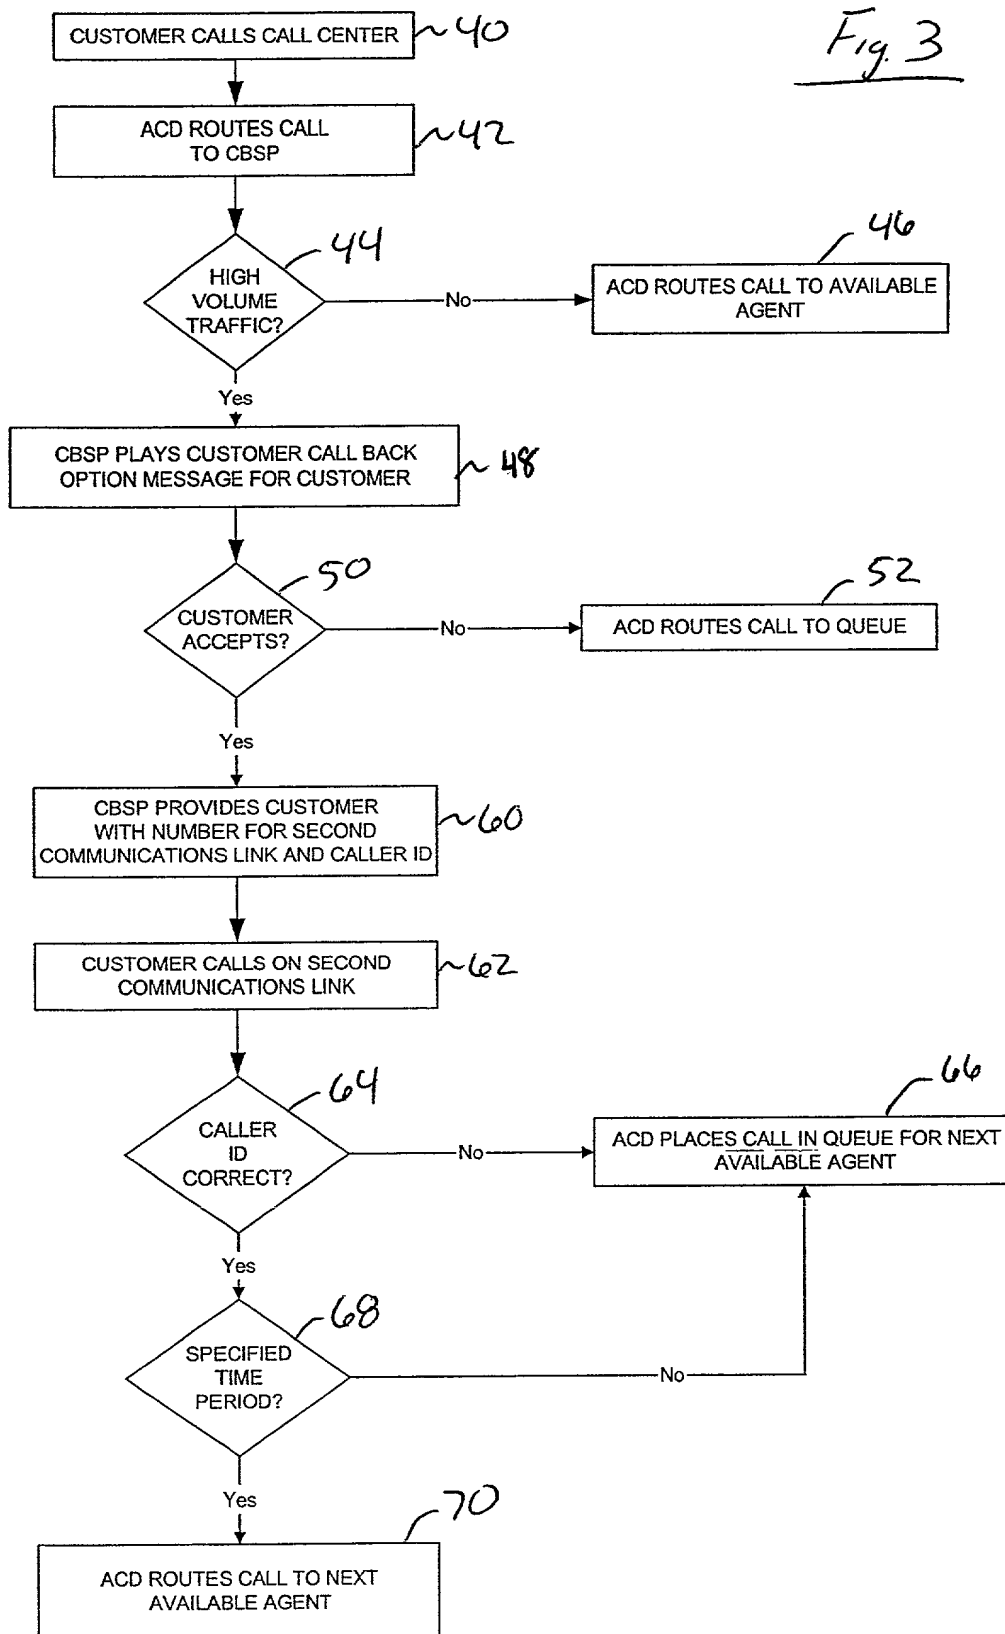 CUSTOMER CALLS CALL CENTER
~40
Fig. 3
ACD ROUTES CALL
TO CBSP
~42
44
HIGH
VOLUME
TRAFFIC?
No
46
ACD ROUTES CALL TO AVAILABLE
AGENT
Yes
CBSP PLAYS CUSTOMER CALL BACK
OPTION MESSAGE FOR CUSTOMER
~48
50
CUSTOMER
ACCEPTS?
No
52
ACD ROUTES CALL TO QUEUE
Yes
CBSP PROVIDES CUSTOMER
WITH NUMBER FOR SECOND
COMMUNICATIONS LINK AND CALLER ID
~60
CUSTOMER CALLS ON SECOND
COMMUNICATIONS LINK
~62
64
CALLER
ID
CORRECT?
No
66
ACD PLACES CALL IN QUEUE FOR NEXT
AVAILABLE AGENT
Yes
68
SPECIFIED
TIME
PERIOD?
No
Yes
70
ACD ROUTES CALL TO NEXT
AVAILABLE AGENT